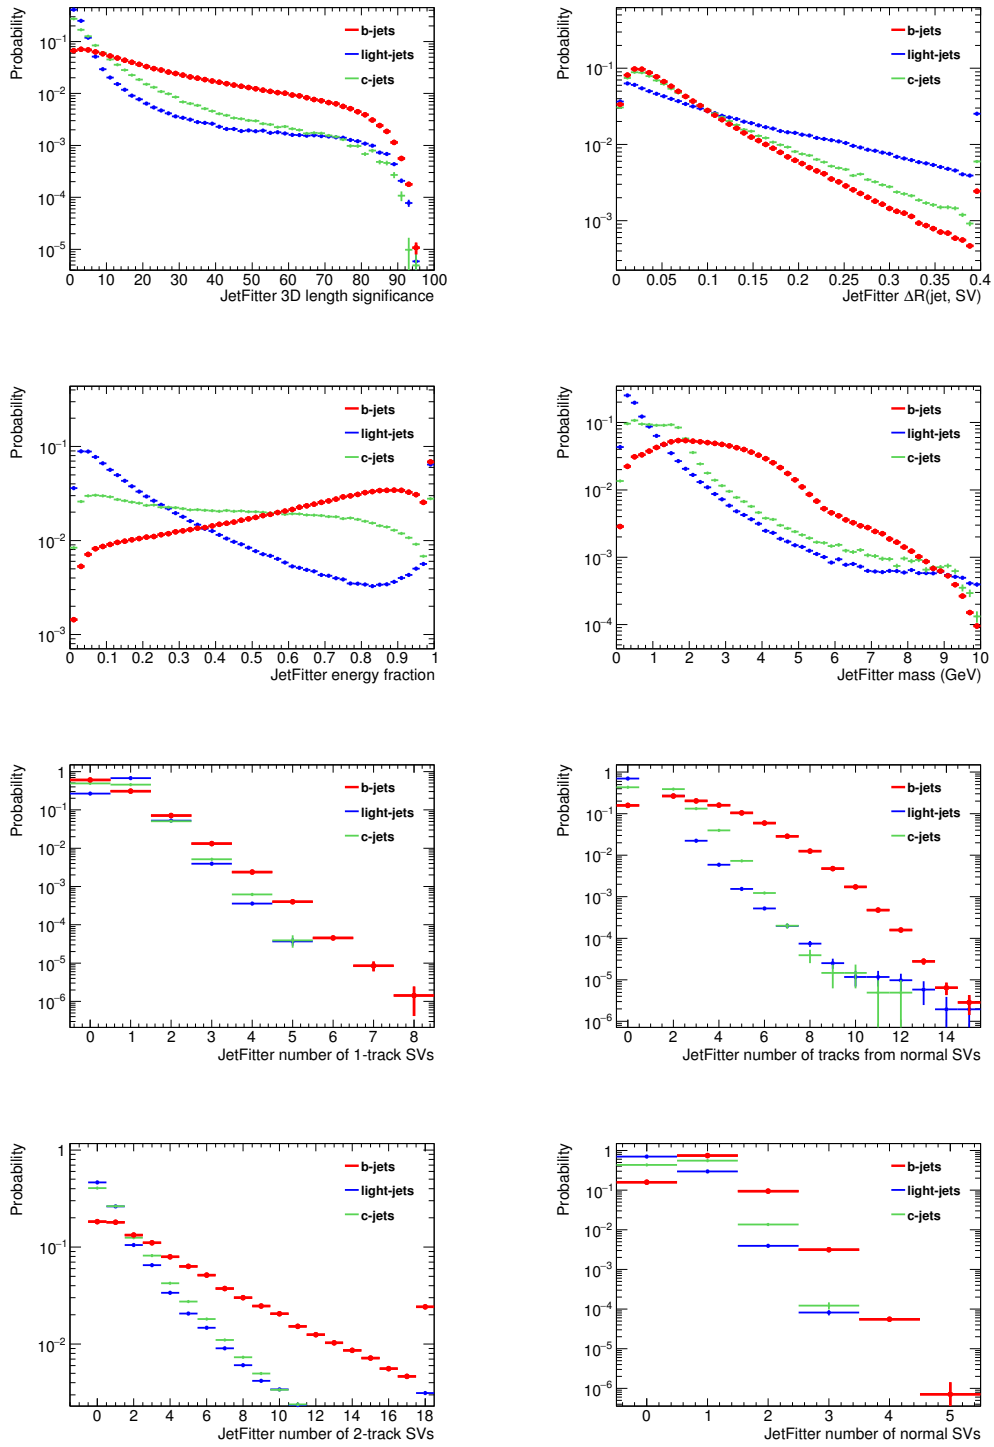 Probability
b-jets
light-jets
c-jets
10⁻¹
10⁻²
10⁻³
10⁻⁴
10⁻⁵
0 10 20 30 40 50 60 70 80 90 100
JetFitter 3D length significance
Probability
b-jets
light-jets
c-jets
10⁻¹
10⁻²
10⁻³
0 0.05 0.1 0.15 0.2 0.25 0.3 0.35 0.4
JetFitter ΔR(jet, SV)
Probability
b-jets
light-jets
c-jets
10⁻¹
10⁻²
10⁻³
0 0.1 0.2 0.3 0.4 0.5 0.6 0.7 0.8 0.9 1
JetFitter energy fraction
Probability
b-jets
light-jets
c-jets
10⁻¹
10⁻²
10⁻³
10⁻⁴
0 1 2 3 4 5 6 7 8 9 10
JetFitter mass (GeV)
Probability
b-jets
light-jets
c-jets
1
10⁻¹
10⁻²
10⁻³
10⁻⁴
10⁻⁵
10⁻⁶
0 1 2 3 4 5 6 7 8
JetFitter number of 1-track SVs
Probability
b-jets
light-jets
c-jets
1
10⁻¹
10⁻²
10⁻³
10⁻⁴
10⁻⁵
10⁻⁶
0 2 4 6 8 10 12 14
JetFitter number of tracks from normal SVs
Probability
b-jets
light-jets
c-jets
1
10⁻¹
10⁻²
0 2 4 6 8 10 12 14 16 18
JetFitter number of 2-track SVs
Probability
b-jets
light-jets
c-jets
1
10⁻¹
10⁻²
10⁻³
10⁻⁴
10⁻⁵
10⁻⁶
0 1 2 3 4 5
JetFitter number of normal SVs